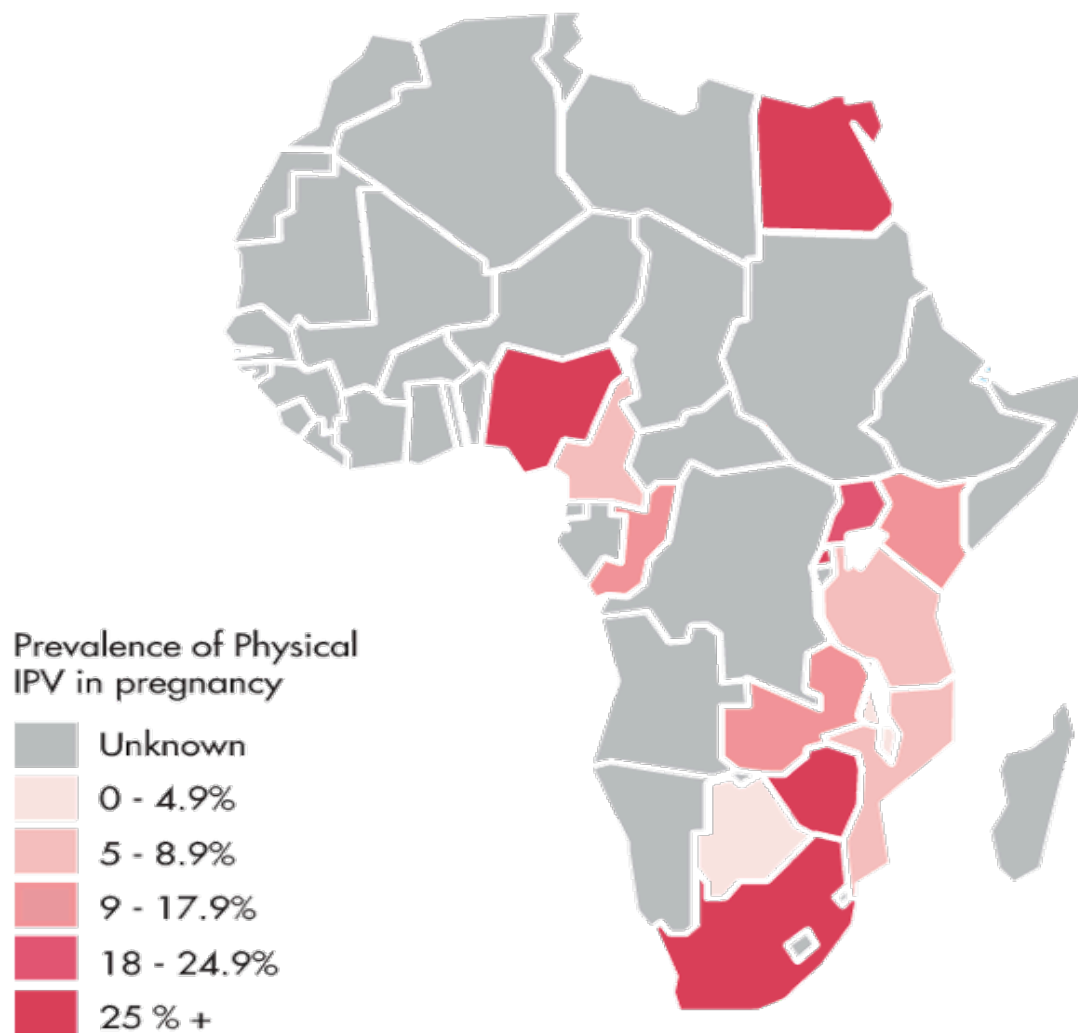 Prevalence of Physical
IPV in pregnancy
Unknown
0 - 4.9%
5 - 8.9%
9 - 17.9%
18 - 24.9%
25 % +